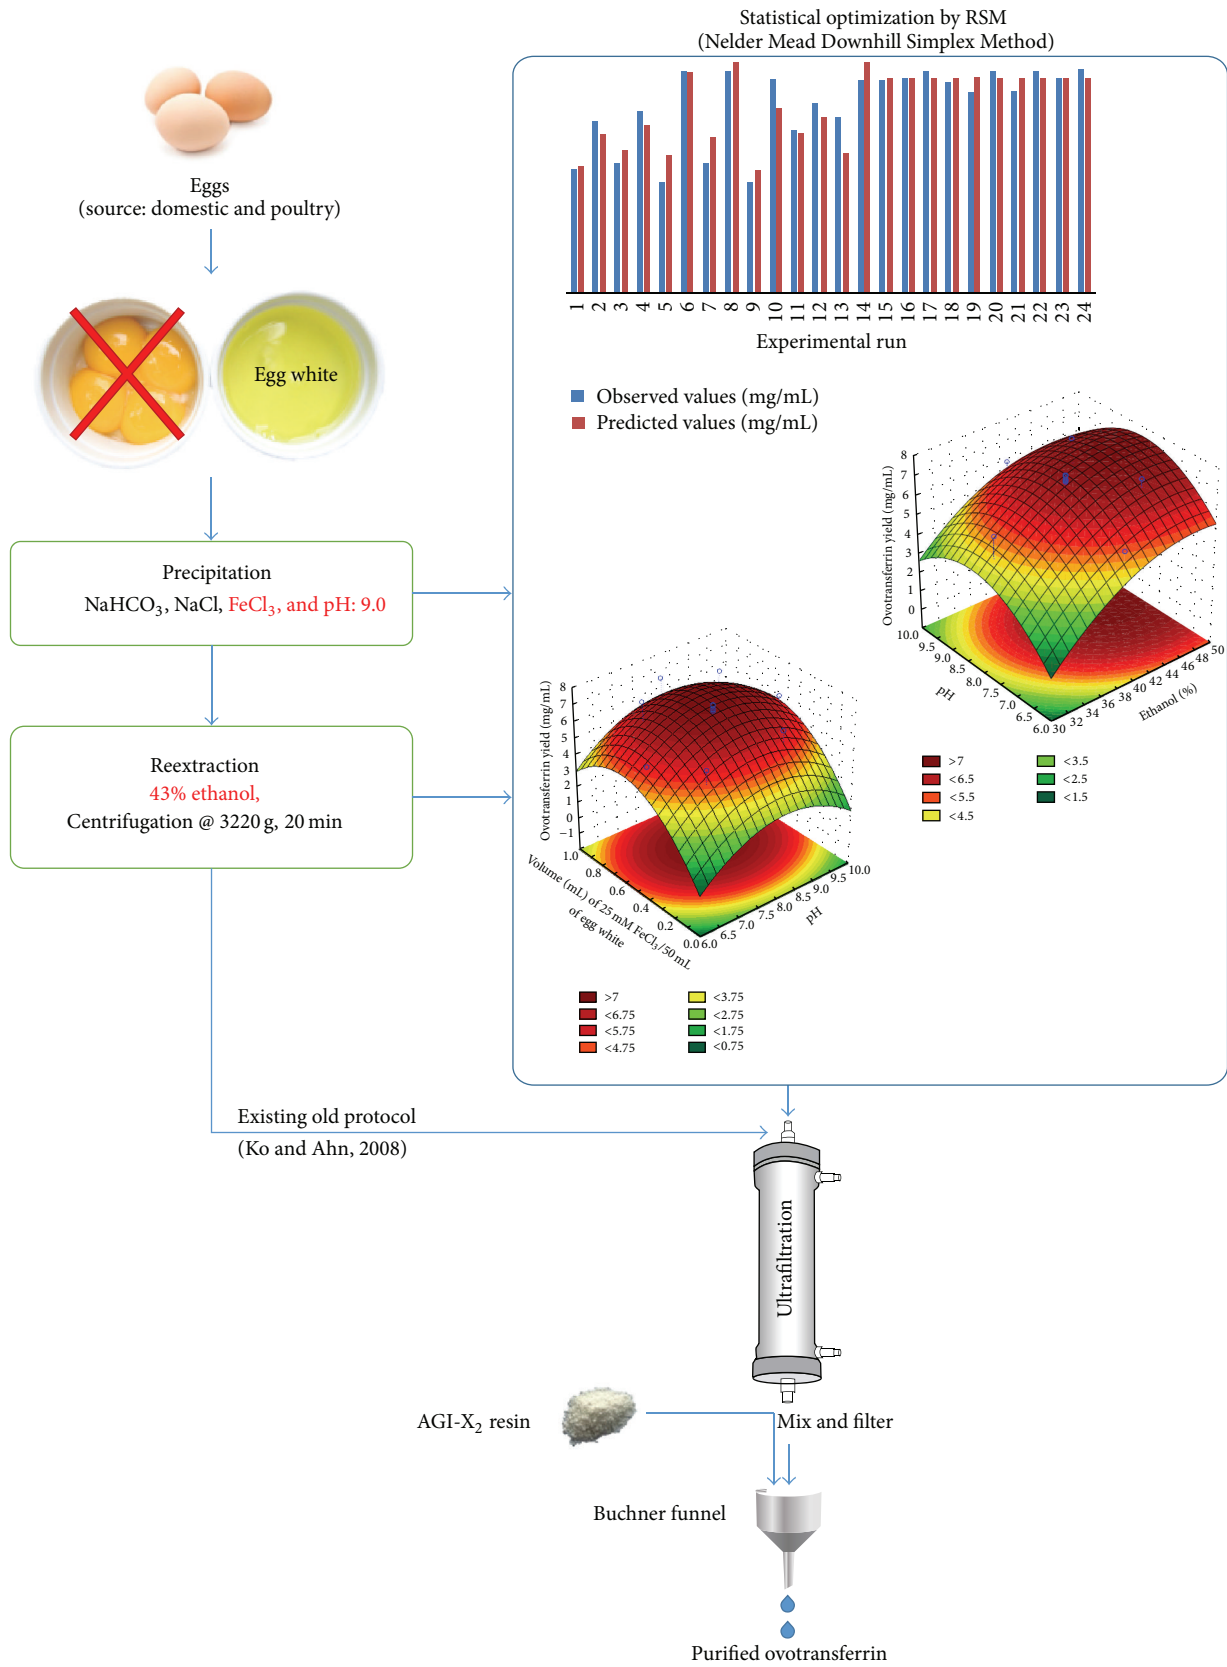 Statistical optimization by RSM
(Nelder Mead Downhill Simplex Method)
Eggs
(source: domestic and poultry)
Egg white
Precipitation
NaHCO₃, NaCl, FeCl₃, and pH: 9.0
Reextraction
43% ethanol,
Centrifugation @ 3220 g, 20 min
1 2 3 4 5 6 7 8 9 10 11 12 13 14 15 16 17 18 19 20 21 22 23 24
Experimental run
Observed values (mg/mL)
Predicted values (mg/mL)
Ovotransferrin yield (mg/mL)
8
7
6
5
4
3
2
1
0
10.0
9.5
9.0
8.5
8.0
7.5
7.0
6.5
6.0
pH
30 32 34 36 38 40 42 44 46 48 50
Ethanol (%)
>7
<6.5
<5.5
<4.5
<3.5
<2.5
<1.5
Ovotransferrin yield (mg/mL)
8
7
6
5
4
3
2
1
0
−1
1.0
0.8
0.6
0.4
0.2
0.0
Volume (mL) of 25 mM FeCl₃/50 mL
of egg white
6.0 6.5 7.0 7.5 8.0 8.5 9.0 9.5 10.0
pH
>7
<6.75
<5.75
<4.75
<3.75
<2.75
<1.75
<0.75
Existing old protocol
(Ko and Ahn, 2008)
Ultrafiltration
AGI-X₂ resin
Mix and filter
Buchner funnel
Purified ovotransferrin